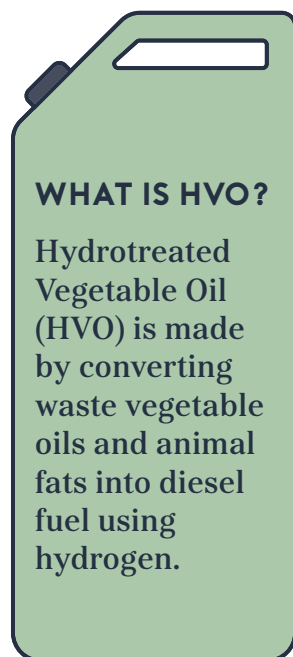 WHAT IS HVO?
Hydrotreated
Vegetable Oil
(HVO) is made
by converting
waste vegetable
oils and animal
fats into diesel
fuel using
hydrogen.